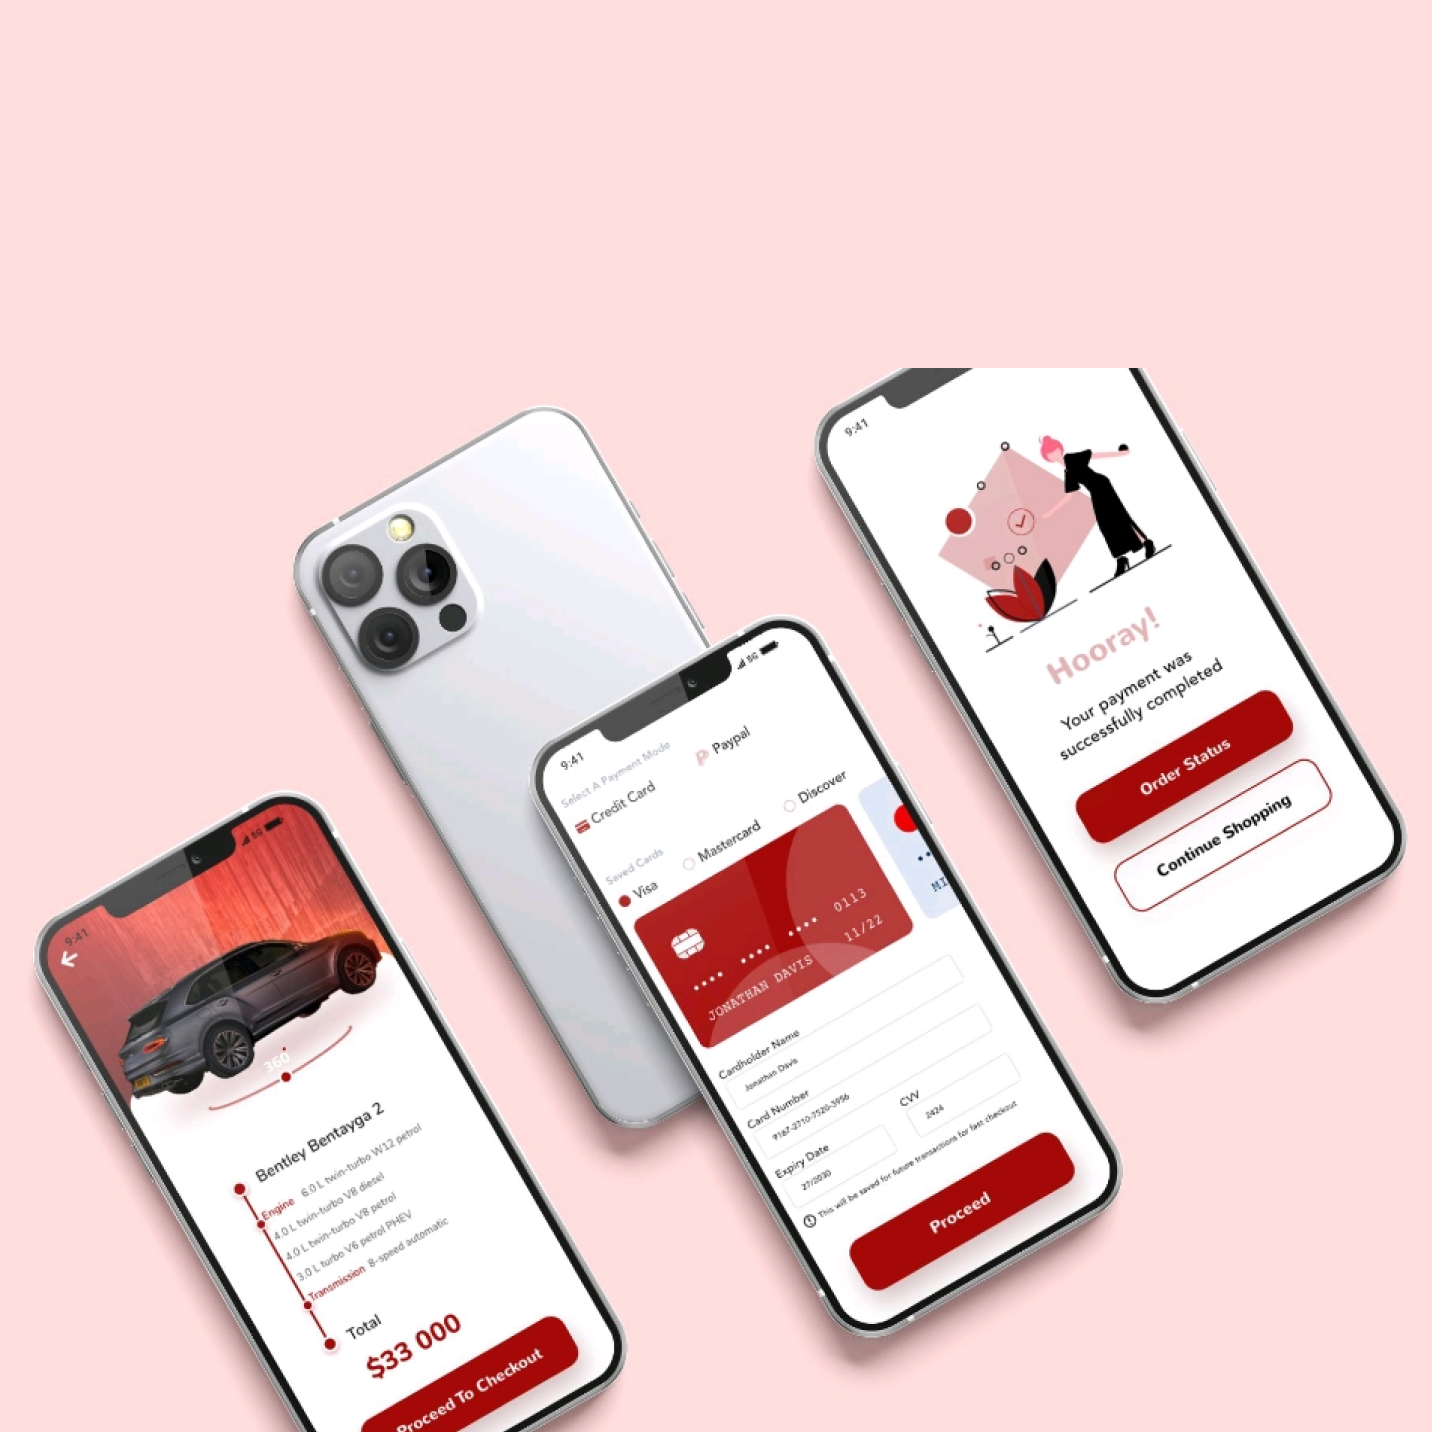 9:41
5G
360°
Bentley Bentayga 2
Engine 6.0 L twin-turbo W12 petrol
4.0 L twin-turbo V8 diesel
4.0 L twin-turbo V8 petrol
3.0 L turbo V6 petrol PHEV
Transmission 8-speed automatic
Total
$33 000
Proceed To Checkout
9:41
5G
Select A Payment Mode
Credit Card
Paypal
Saved Cards
Visa
Mastercard
Discover
0113
JONATHAN DAVIS
11/22
Cardholder Name
Jonathan Davis
Card Number
9167-2710-7520-3956
Expiry Date
27/2030
CVV
2424
This will be saved for future transactions for fast checkout
Proceed
9:41
Hooray!
Your payment was
successfully completed
Order Status
Continue Shopping